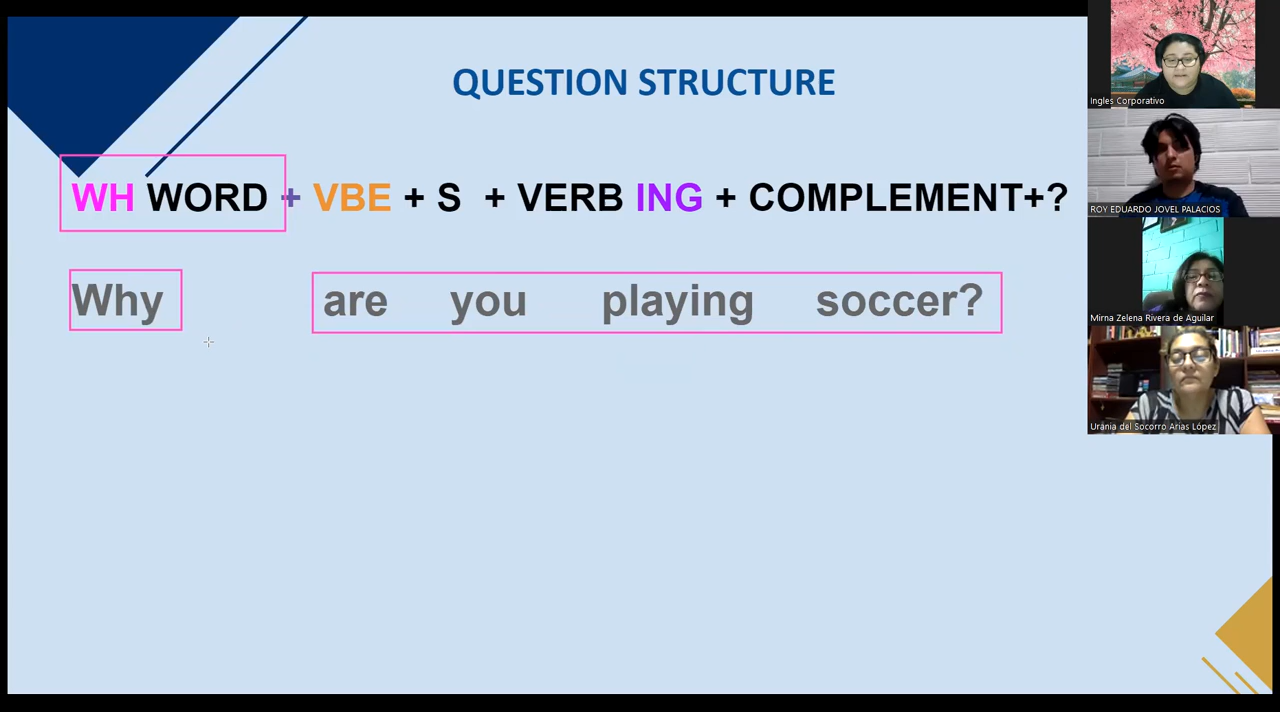 QUESTION STRUCTURE
WH WORD + VBE + S + VERB ING + COMPLEMENT+?
Why are you playing soccer?
Ingles Corporativo
ROY EDUARDO JOVEL PALACIOS
Mirna Zelena Rivera de Aguilar
Urania del Socorro Arias López